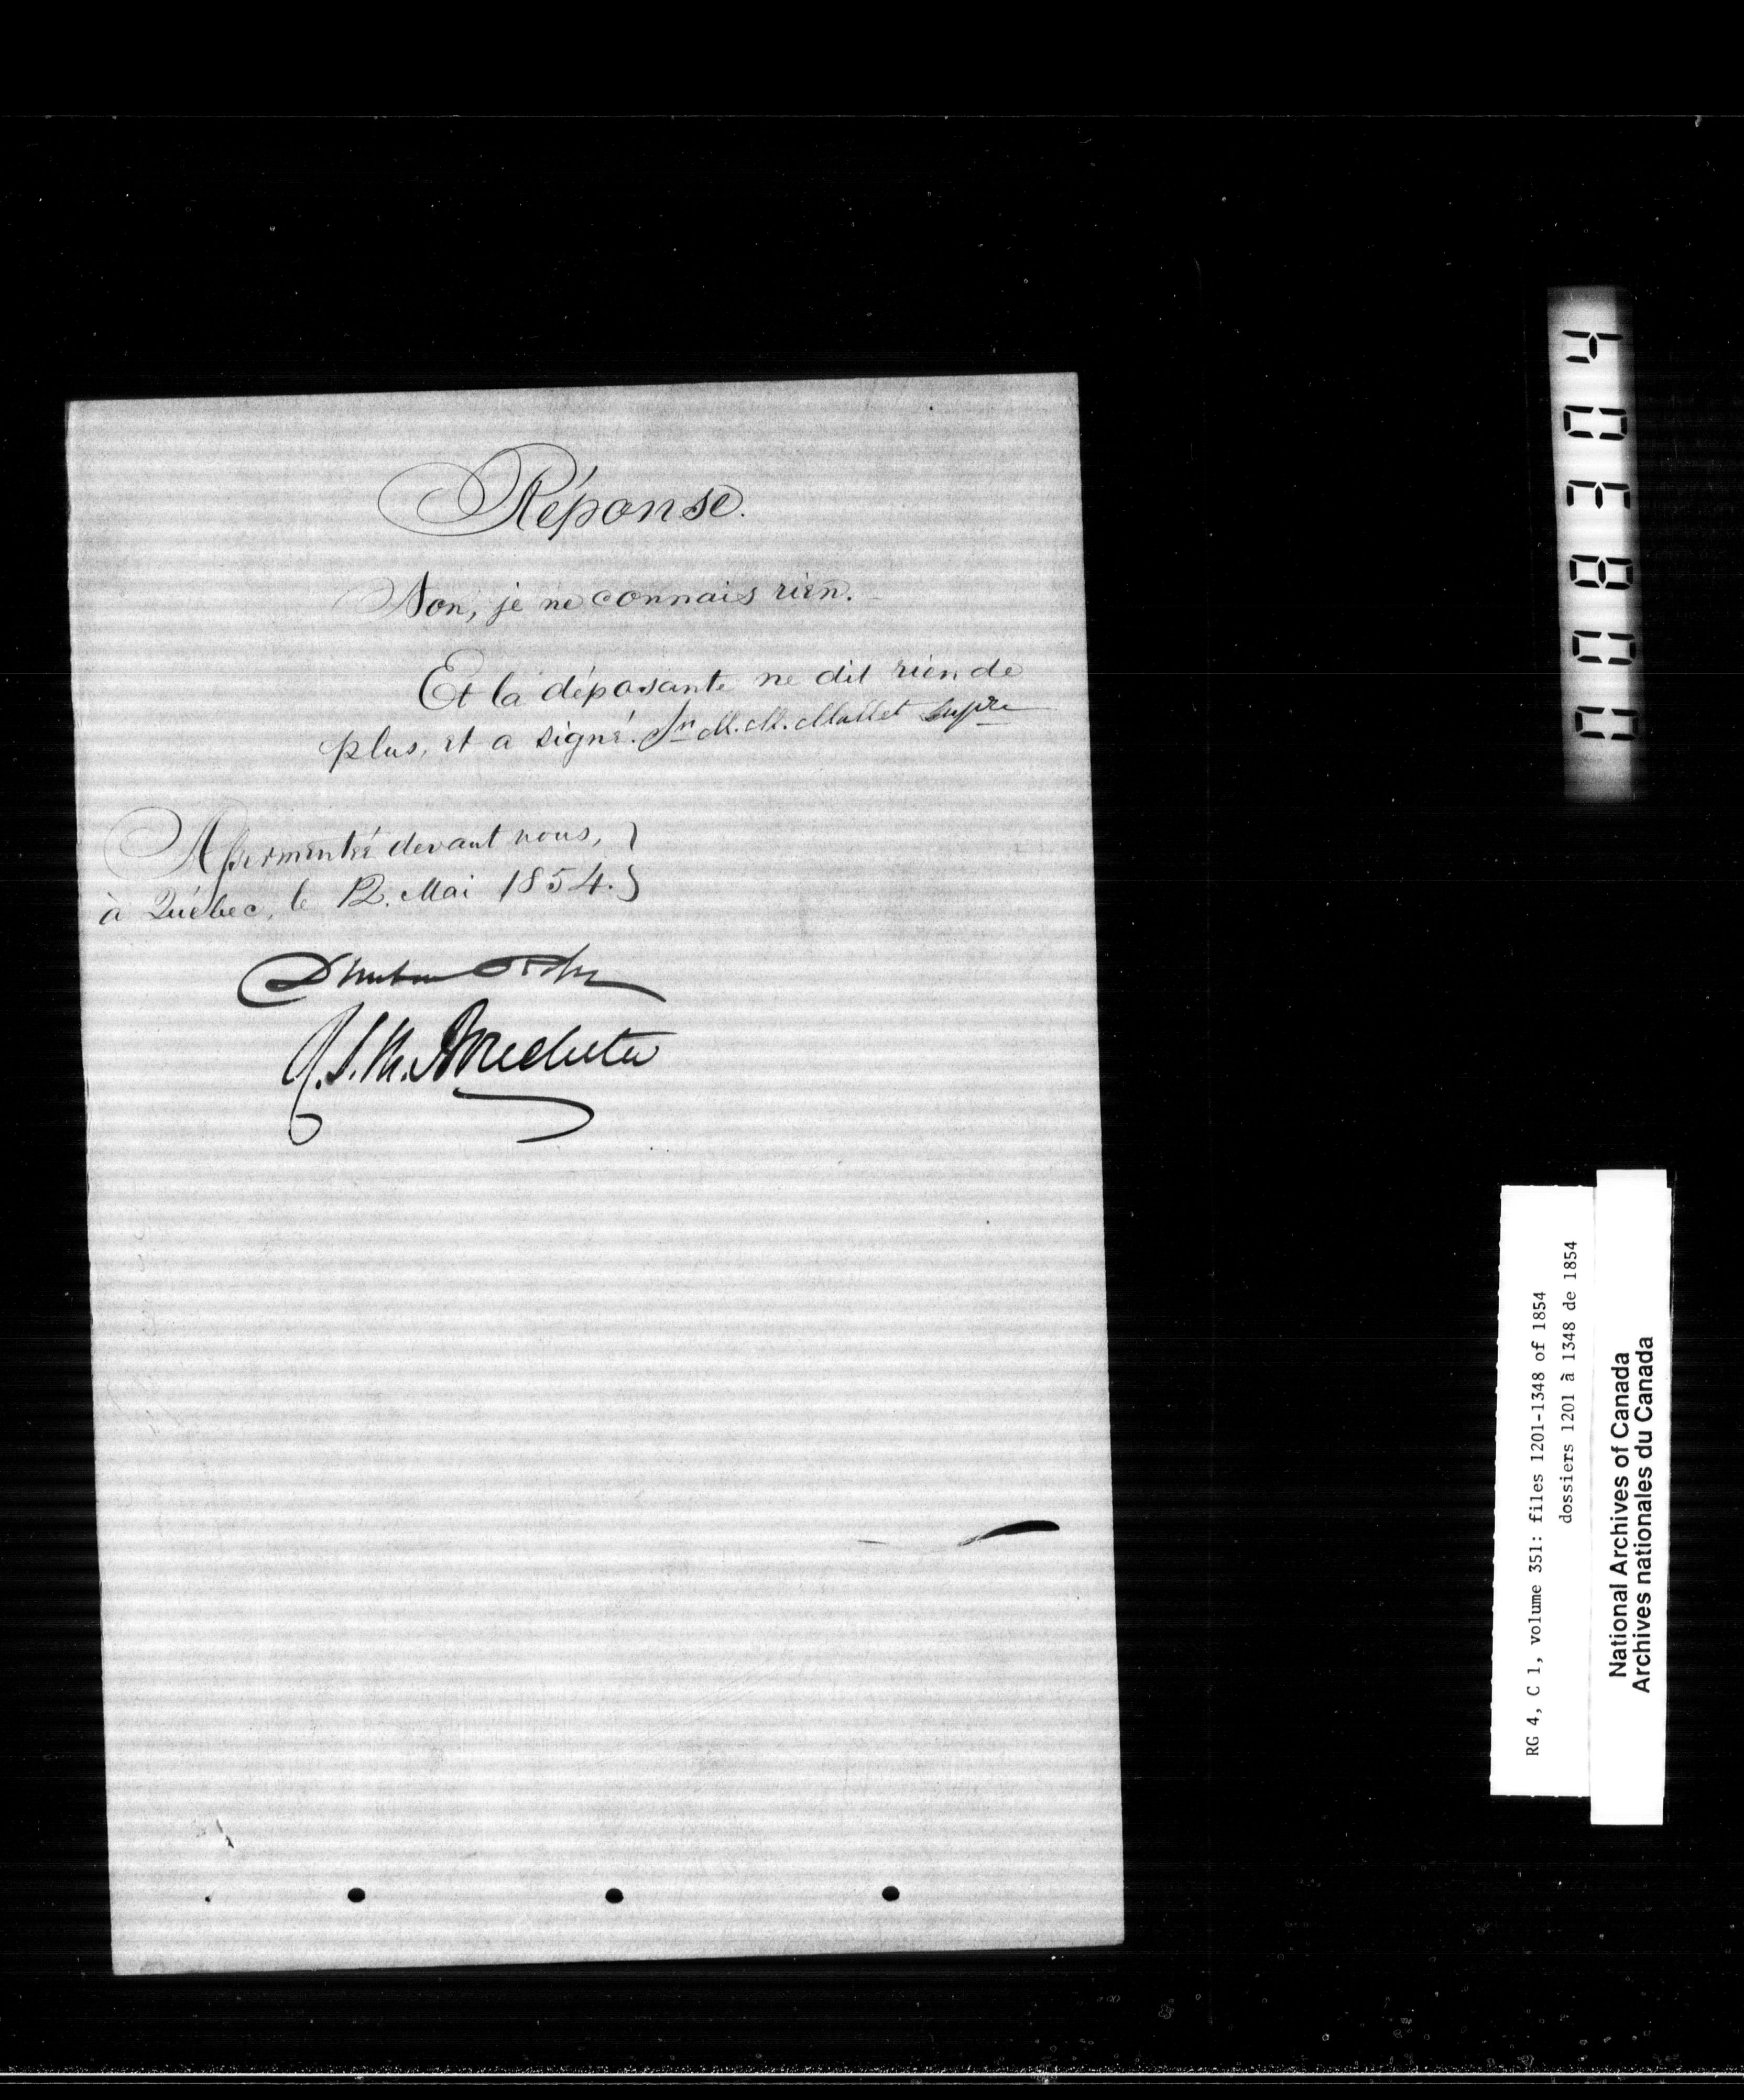 Réponse.
Non, je ne connais rien.
Et la déposante ne dit rien de
plus, et a signé. Sr. M. M. Mallet Supre
Assermentée devant nous,
à Québec, le 12. Mai 1854.
R. S. M.
008304
RG 4, C 1, volume 351: files 1201-1348 of 1854
dossiers 1201 à 1348 de 1854
National Archives of Canada
Archives nationales du Canada